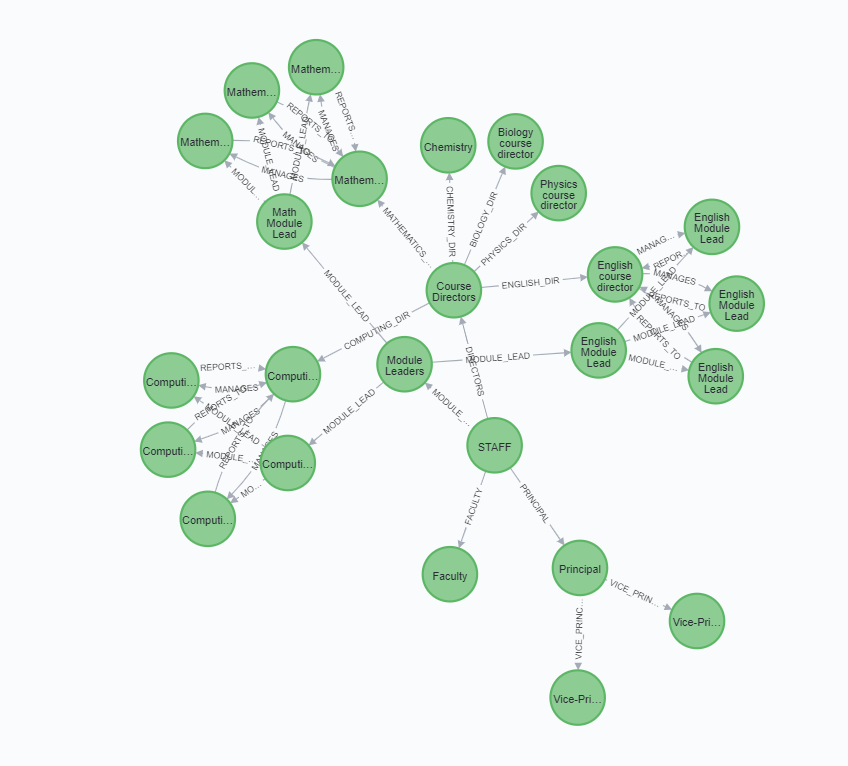 Mathem...
Mathem...
Mathem...
Mathem...
REPORTS_...
REPORTS_...
MANAGES
MANAGES
MANAGES
MODULE_LEAD
MODULE_LEAD
MODUL...
Math
Module
Lead
Chemistry
Biology
course
director
Physics
course
director
CHEMISTRY_DIR
BIOLOGY_DIR
PHYSICS_DIR
MATHEMATICS_...
Course
Directors
ENGLISH_DIR
English
course
director
MANAG...
REPOR...
MANAGES
REPORTS_TO
MODULE_LEAD
MODULE_LEAD
MANAGES
REPORTS_TO
MODULE_...
English
Module
Lead
English
Module
Lead
English
Module
Lead
English
Module
Lead
MODULE_LEAD
COMPUTING_DIR
Module
Leaders
MODULE_LEAD
DIRECTORS
MODULE_...
MODULE_LEAD
Computi...
Computi...
Computi...
Computi...
Computi...
REPORTS_...
MANAGES
REPORTS_TO
MODULE_LEAD
MANAGES
REPORTS_TO
MODULE...
MO...
STAFF
FACULTY
PRINCIPAL
Faculty
Principal
VICE_PRIN...
VICE_PRINC...
Vice-Pri...
Vice-Pri...